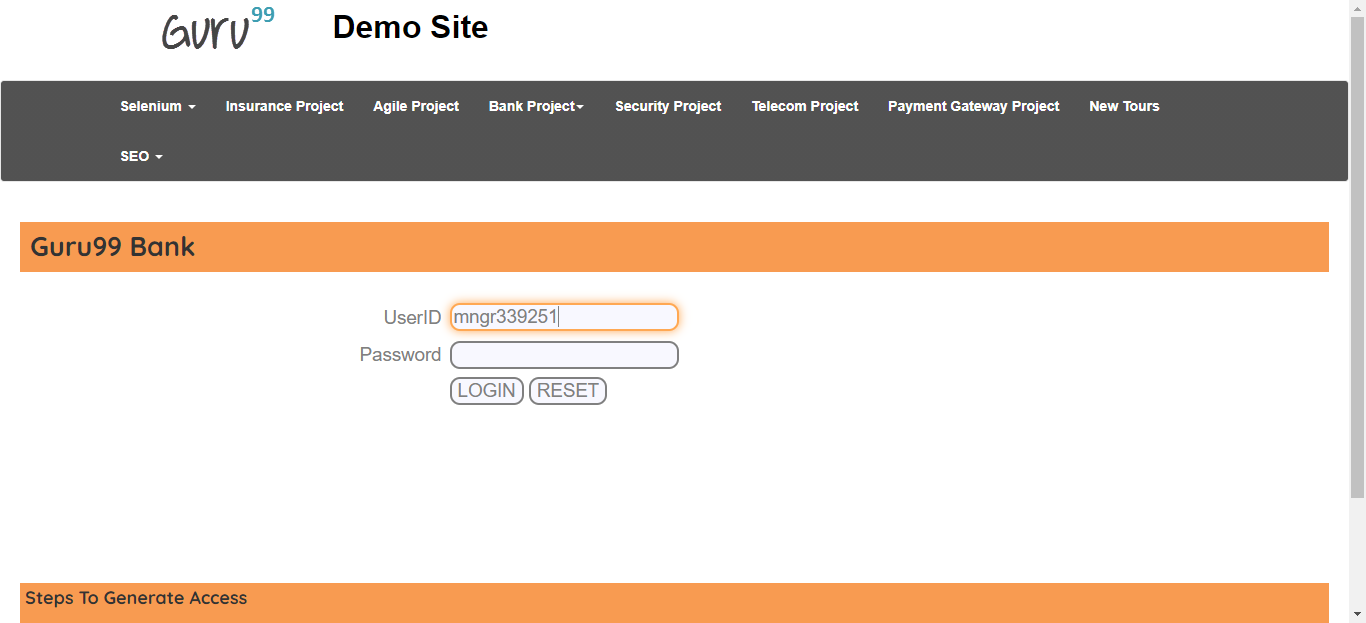 Guru99
Demo Site
Selenium Insurance Project Agile Project Bank Project Security Project Telecom Project Payment Gateway Project New Tours
SEO
Guru99 Bank
UserID mngr339251
Password
LOGIN RESET
Steps To Generate Access